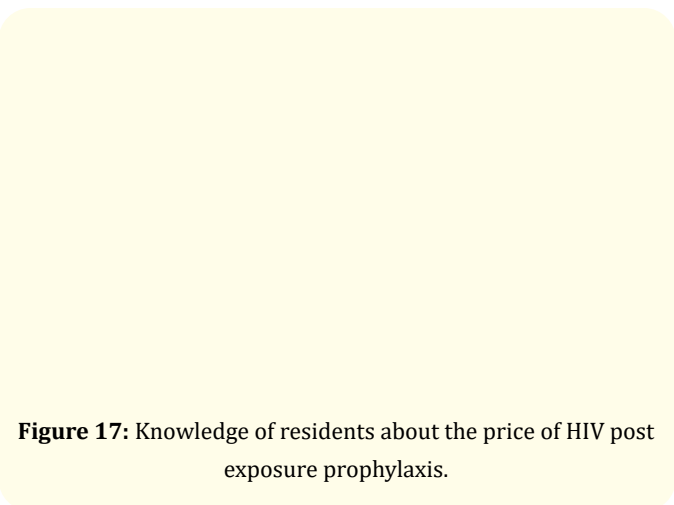 Figure 17: Knowledge of residents about the price of HIV post
exposure prophylaxis.